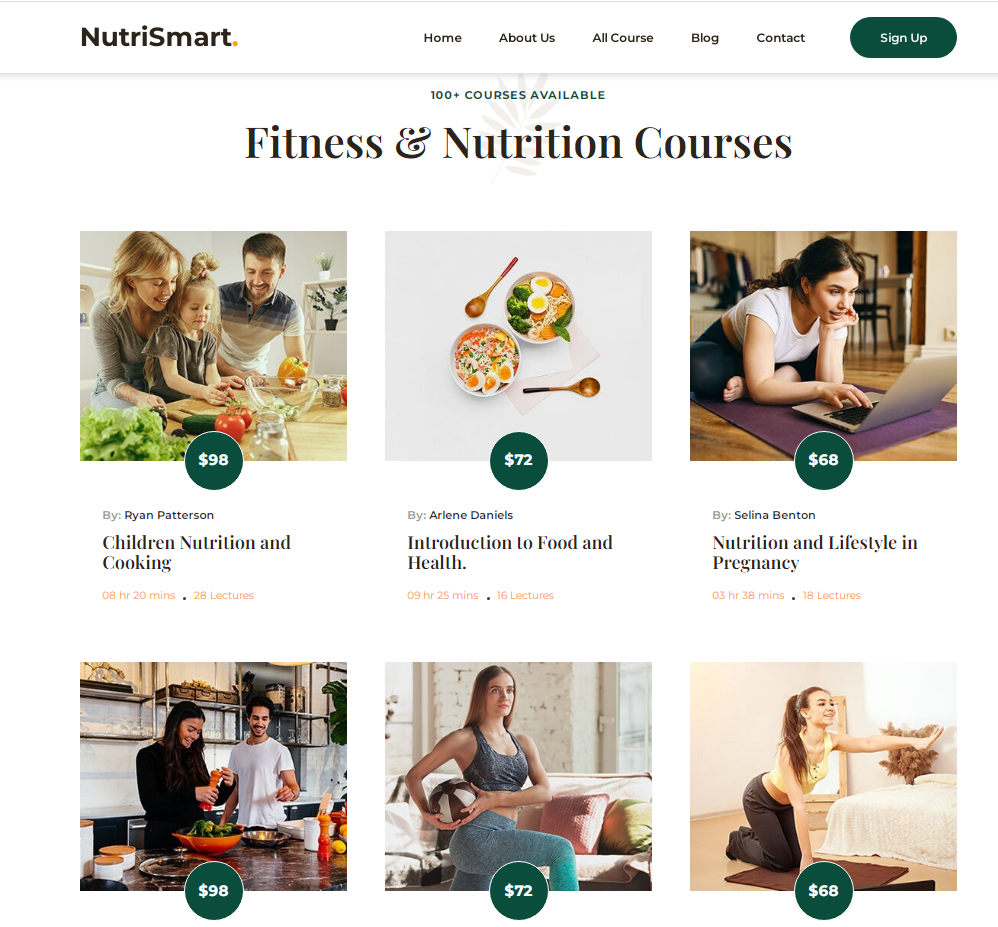 NutriSmart.
Home About Us All Course Blog Contact Sign Up
100+ COURSES AVAILABLE
Fitness & Nutrition Courses
$98 $72 $68
By: Ryan Patterson
Children Nutrition and
Cooking
08 hr 20 mins • 28 Lectures
By: Arlene Daniels
Introduction to Food and
Health.
09 hr 25 mins • 16 Lectures
By: Selina Benton
Nutrition and Lifestyle in
Pregnancy
03 hr 38 mins • 18 Lectures
$98 $72 $68